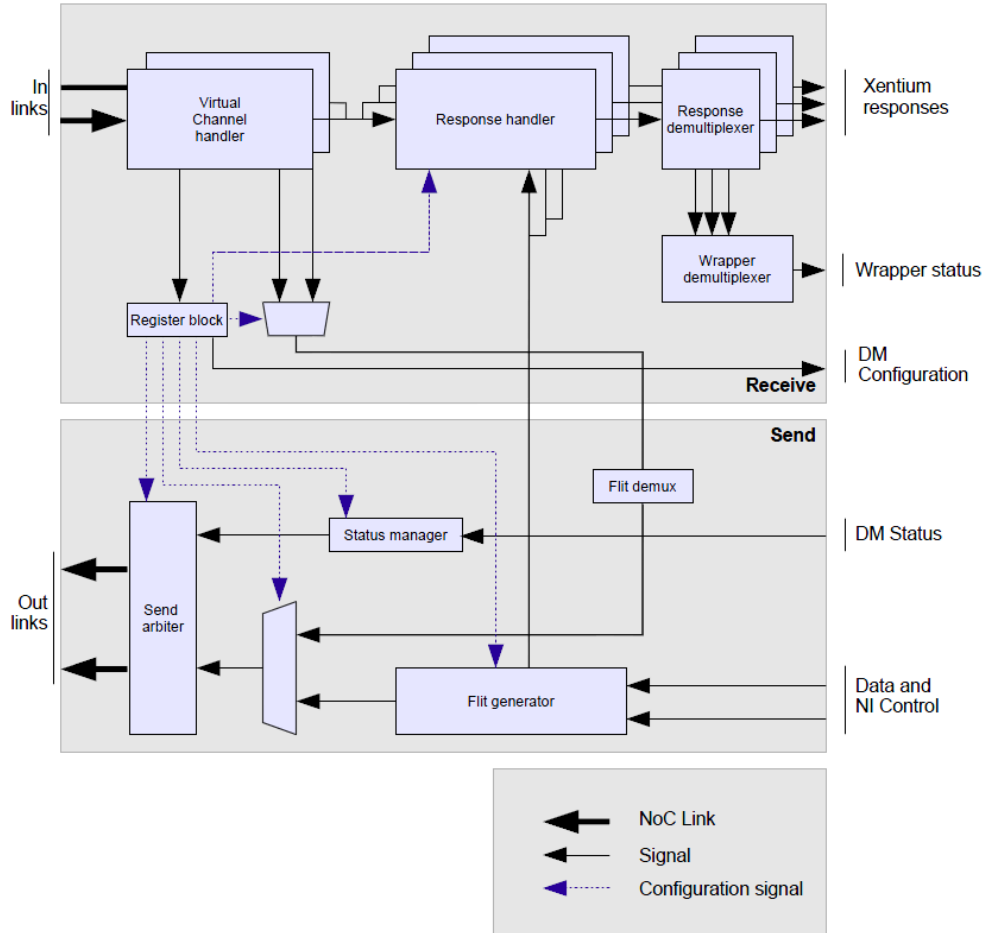 In
links
Virtual
Channel
handler
Response handler
Response
demultiplexer
Xentium
responses
Wrapper
demultiplexer
Wrapper status
Register block
DM
Configuration
Receive
Send
Flit demux
Status manager
DM Status
Out
links
Send
arbiter
Flit generator
Data and
NI Control
NoC Link
Signal
Configuration signal